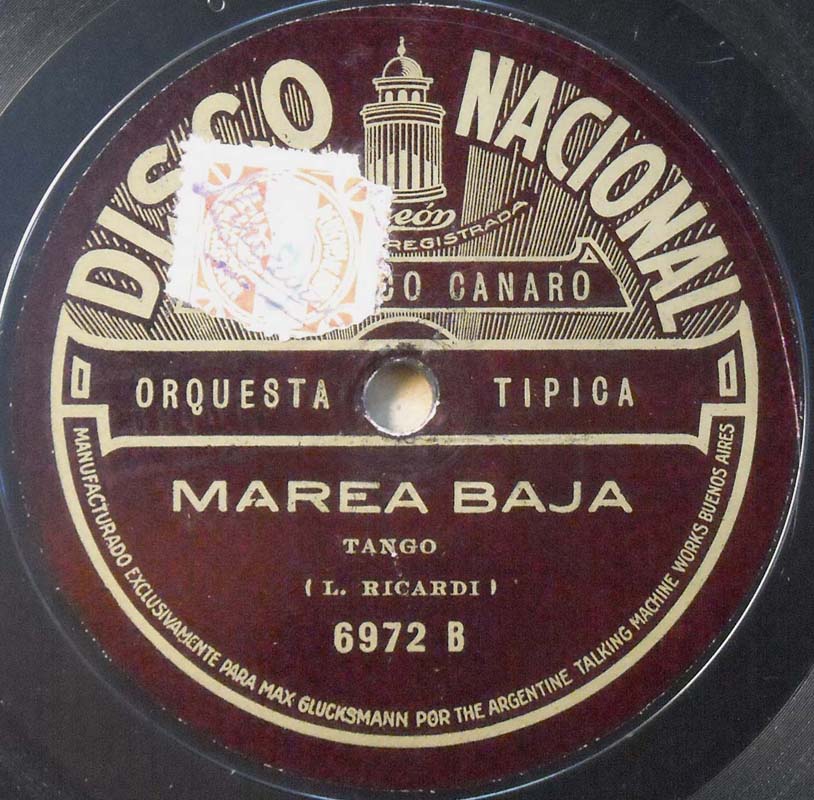 DISCO NACIONAL
REGISTRADA
CANARO
ORQUESTA TIPICA
MAREA BAJA
TANGO
( L. RICARDI )
6972 B
MANUFACTURADO EXCLUSIVAMENTE PARA MAX GLUCKSMANN POR THE ARGENTINE TALKING MACHINE WORKS BUENOS AIRES